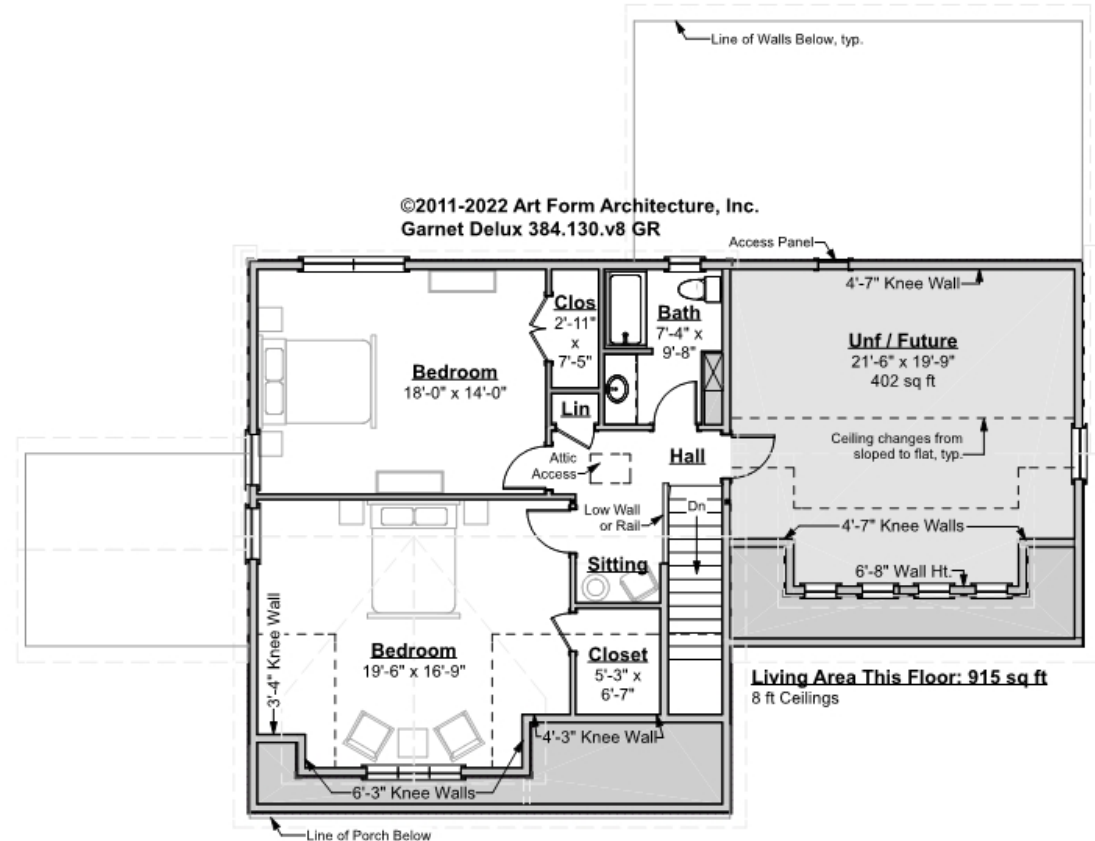 Line of Walls Below, typ.
©2011-2022 Art Form Architecture, Inc.
Garnet Delux 384.130.v8 GR
Access Panel
4'-7" Knee Wall
Clos
2'-11"
x
7'-5"
Bath
7'-4" x
9'-8"
Unf / Future
21'-6" x 19'-9"
402 sq ft
Bedroom
18'-0" x 14'-0"
Lin
Ceiling changes from
sloped to flat, typ.
Attic
Access
Hall
Low Wall
or Rail
Dn
4'-7" Knee Walls
Sitting
6'-8" Wall Ht.
3'-4" Knee Wall
Bedroom
19'-6" x 16'-9"
Closet
5'-3" x
6'-7"
Living Area This Floor: 915 sq ft
8 ft Ceilings
4'-3" Knee Wall
6'-3" Knee Walls
Line of Porch Below